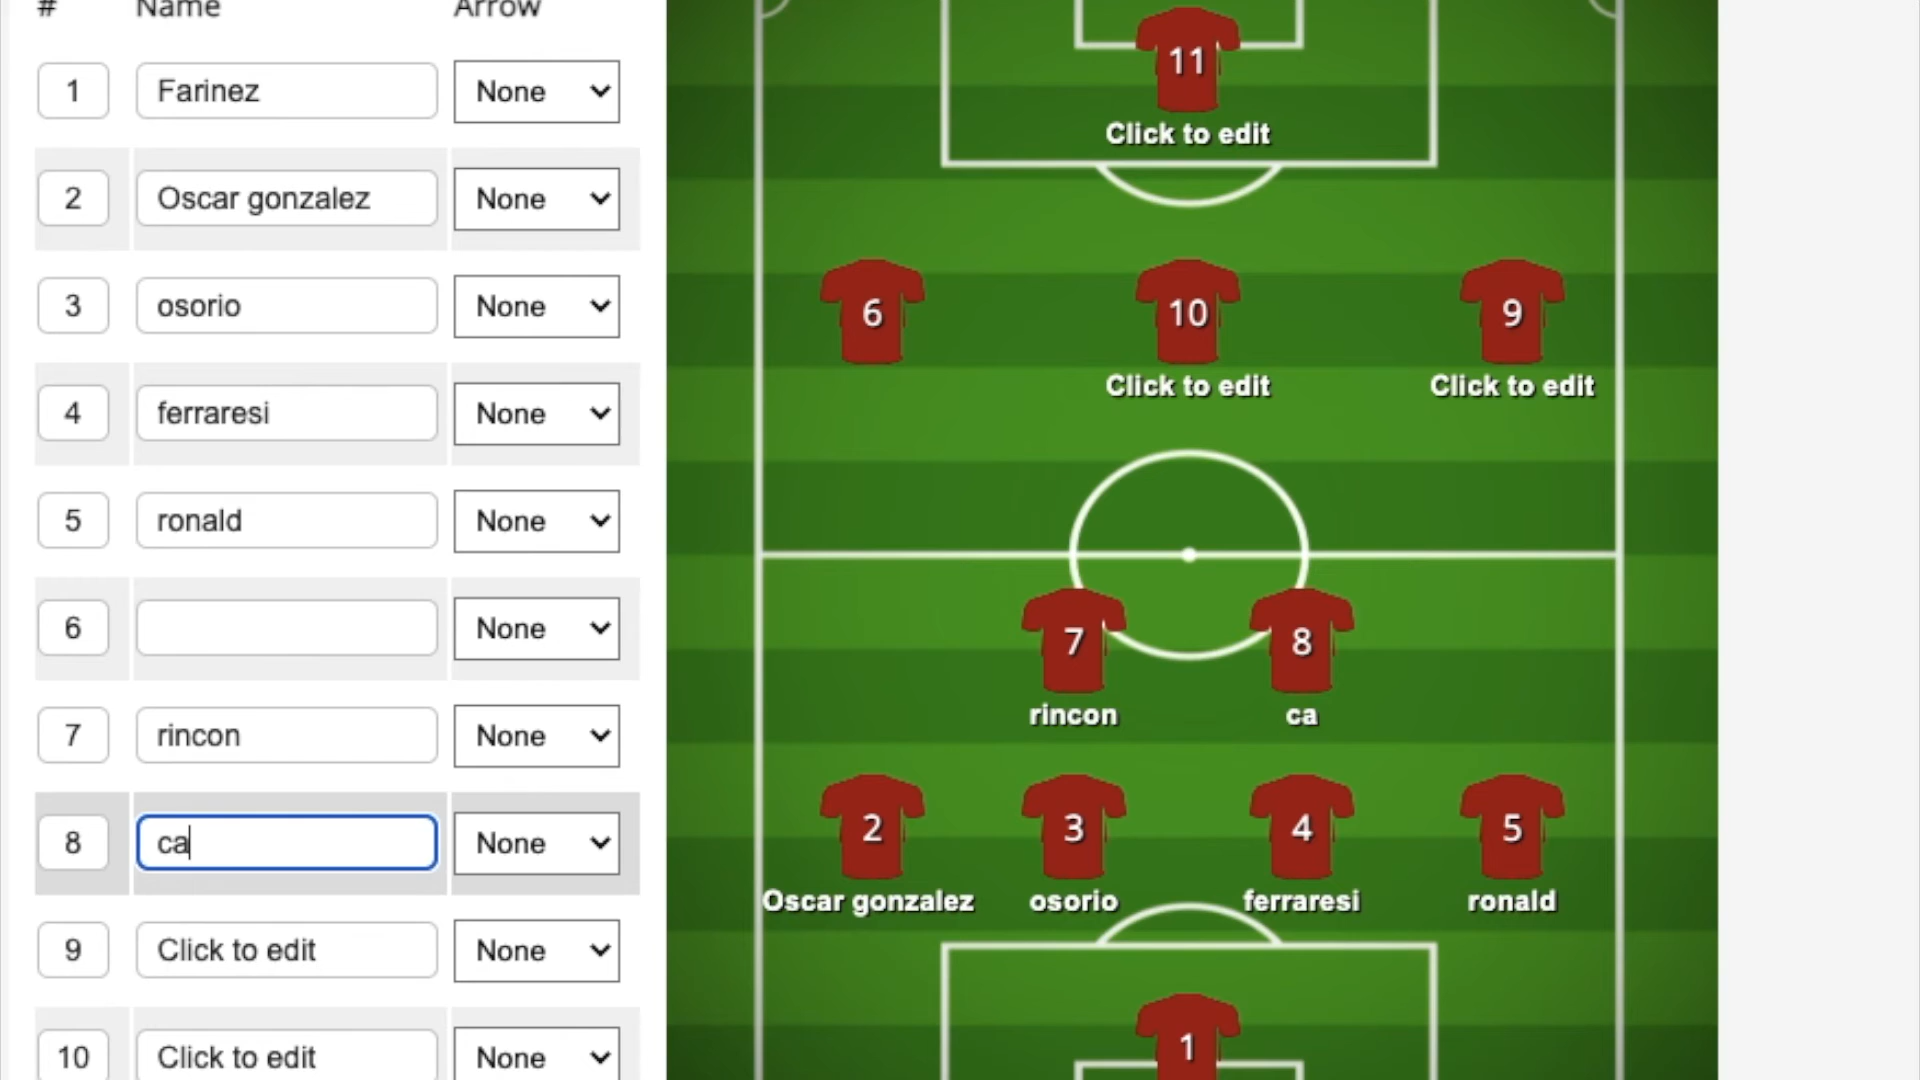 # Name Arrow
1 Farinez None
2 Oscar gonzalez None
3 osorio None
4 ferraresi None
5 ronald None
6 None
7 rincon None
8 ca None
9 Click to edit None
10 Click to edit None
11
Click to edit
6 10 9
Click to edit Click to edit
7 8
rincon ca
2 3 4 5
Oscar gonzalez osorio ferraresi ronald
1